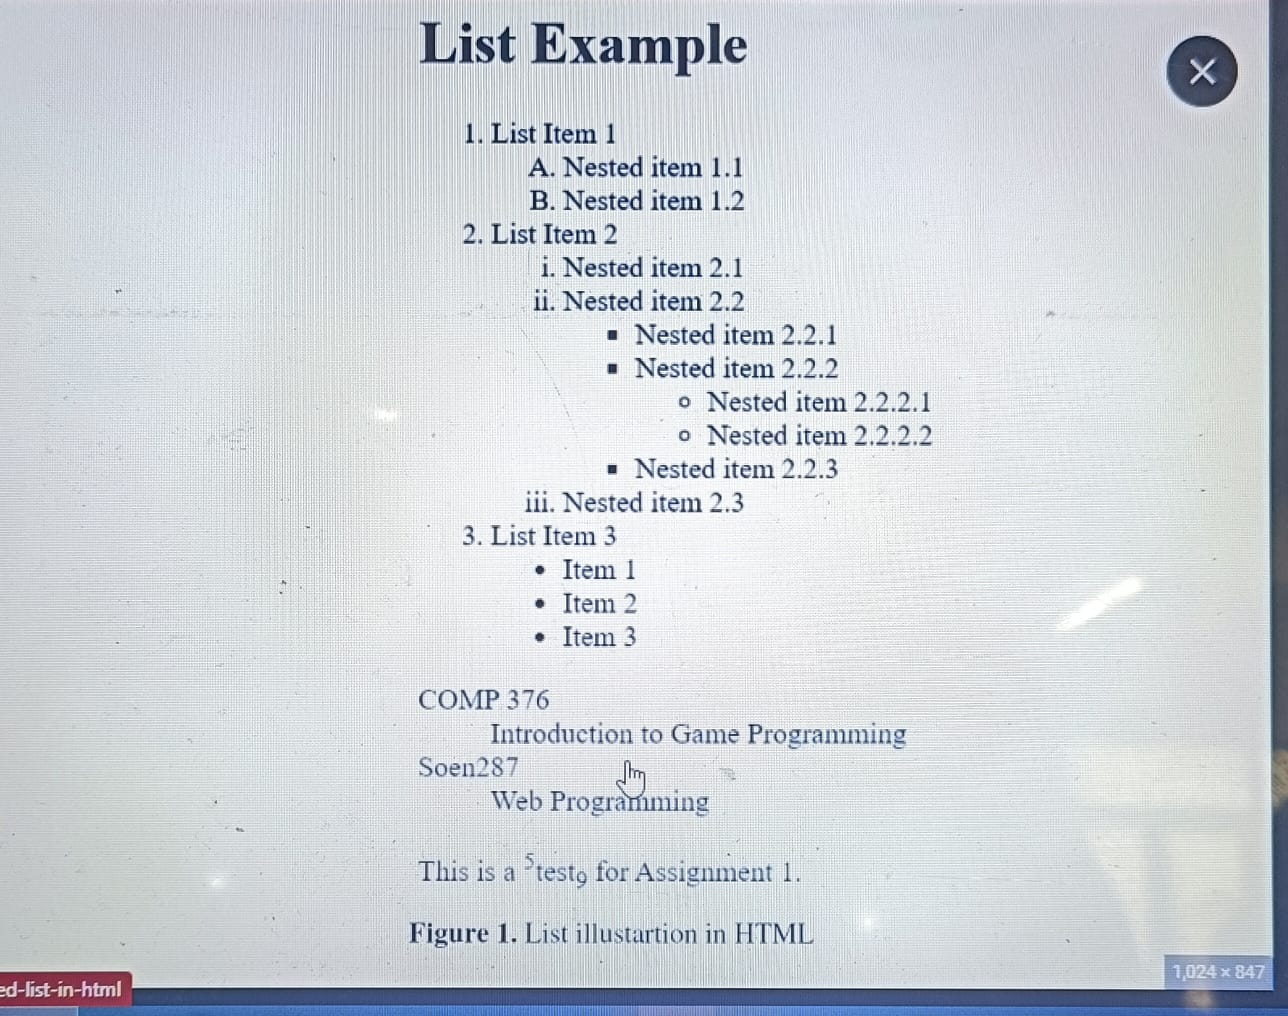 List Example
1. List Item 1
A. Nested item 1.1
B. Nested item 1.2
2. List Item 2
i. Nested item 2.1
ii. Nested item 2.2
▪ Nested item 2.2.1
▪ Nested item 2.2.2
o Nested item 2.2.2.1
o Nested item 2.2.2.2
▪ Nested item 2.2.3
iii. Nested item 2.3
3. List Item 3
• Item 1
• Item 2
• Item 3
COMP 376
Introduction to Game Programming
Soen287
Web Programming
This is a ⁵test₉ for Assignment 1.
Figure 1. List illustartion in HTML
1,024 × 847
ed-list-in-html